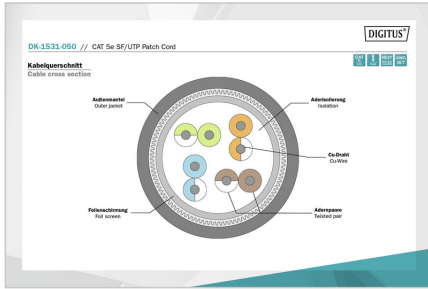 DIGITUS®
DK-1531-050 // CAT 5e SF/UTP Patch Cord
Kabelquerschnitt
Cable cross section
Außenmantel
Outer jacket
Aderisolierung
Isolation
Cu-Draht
Cu-Wire
Folienschirmung
Foil screen
Adernpaare
Twisted pair